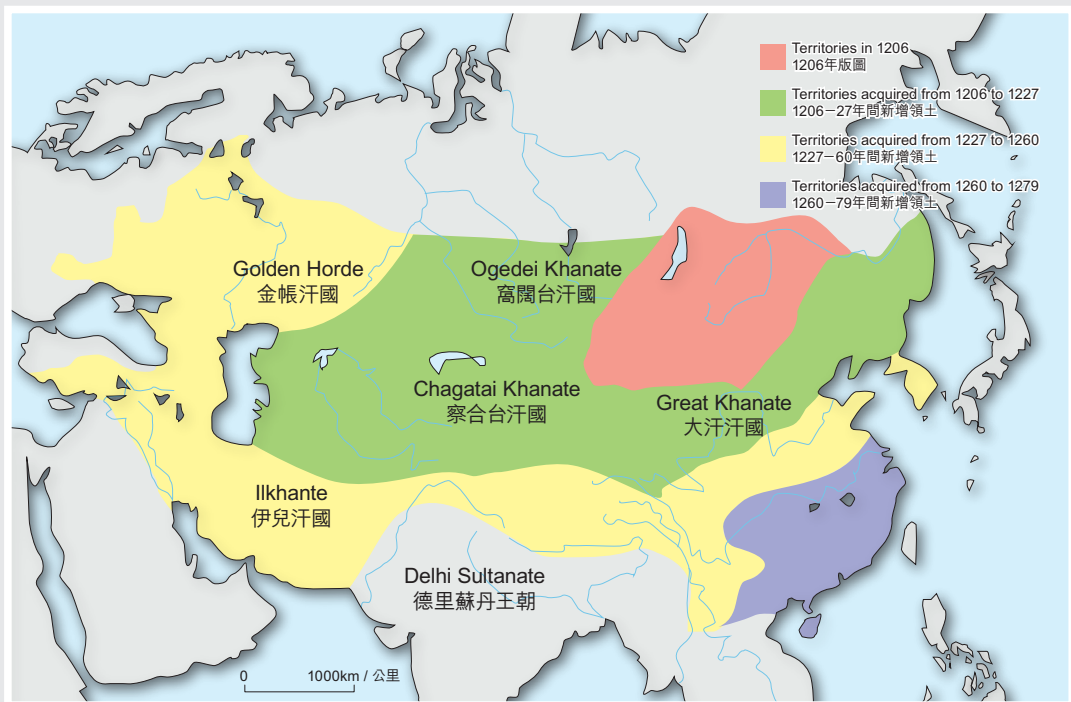 Territories in 1206
1206年版圖
Territories acquired from 1206 to 1227
1206－27年間新增領土
Territories acquired from 1227 to 1260
1227－60年間新增領土
Territories acquired from 1260 to 1279
1260－79年間新增領土
Golden Horde
金帳汗國
Ogedei Khanate
窩闊台汗國
Chagatai Khanate
察合台汗國
Great Khanate
大汗汗國
Ilkhante
伊兒汗國
Delhi Sultanate
德里蘇丹王朝
0 1000km / 公里